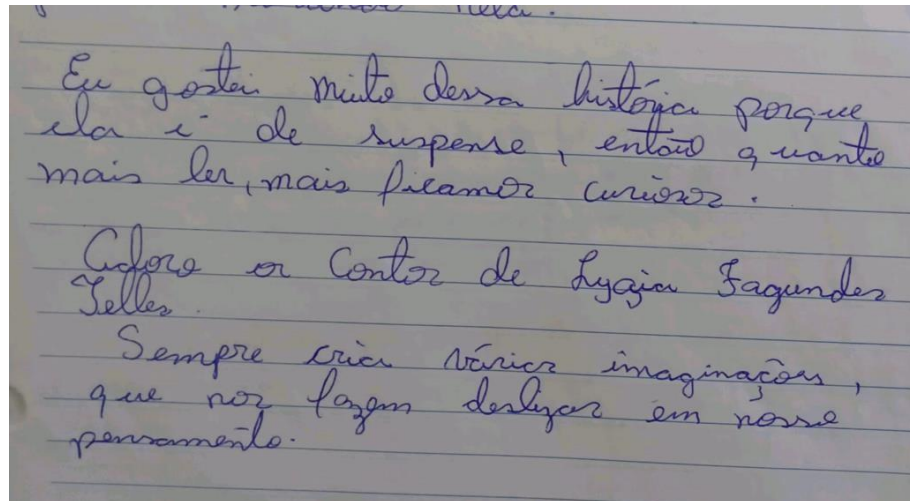 nela.
Eu gostei muito dessa história porque
ela é de suspense, então quanto
mais ler, mais ficamos curiosos.
Adoro os Contos de Lygia Fagundes
Telles.
Sempre cria várias imaginações,
que nos fazem deslizar em nosso
pensamento.